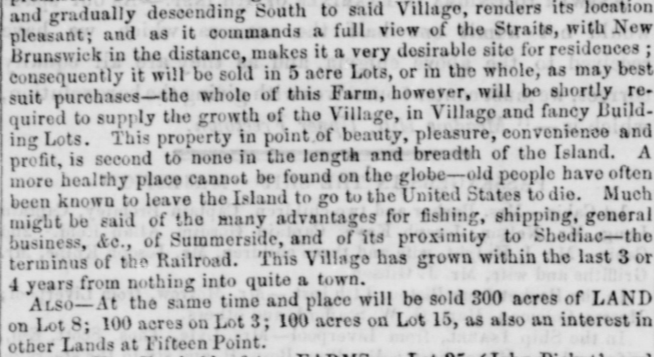 and gradually descending South to said Village, renders its location
pleasant; and as it commands a full view of the Straits, with New
Brunswick in the distance, makes it a very desirable site for residences ;
consequently it will be sold in 5 acre Lots, or in the whole, as may best
suit purchases—the whole of this Farm, however, will be shortly re-
quired to supply the growth of the Village, in Village and fancy Build-
ing Lots. This property in point of beauty, pleasure, convenience and
profit, is second to none in the length and breadth of the Island. A
more healthy place cannot be found on the globe—old people have often
been known to leave the Island to go to the United States to die. Much
might be said of the many advantages for fishing, shipping, general
business, &c., of Summerside, and of its proximity to Shediac—the
terminus of the Railroad. This Village has grown within the last 3 or
4 years from nothing into quite a town.
ALSO—At the same time and place will be sold 300 acres of LAND
on Lot 8; 100 acres on Lot 3; 100 acres on Lot 15, as also an interest in
other Lands at Fifteen Point.